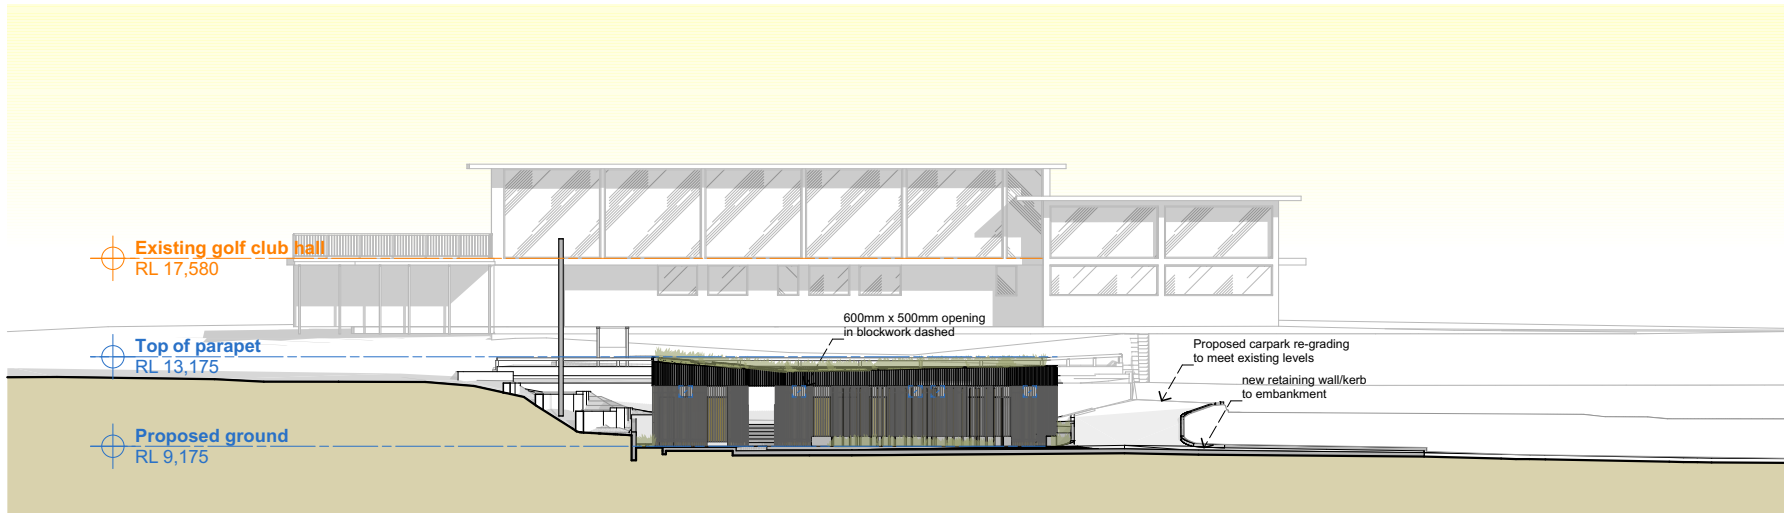 Existing golf club hall
RL 17,580
600mm x 500mm opening
in blockwork dashed
Top of parapet
RL 13,175
Proposed carpark re-grading
to meet existing levels
new retaining wall/kerb
to embankment
Proposed ground
RL 9,175